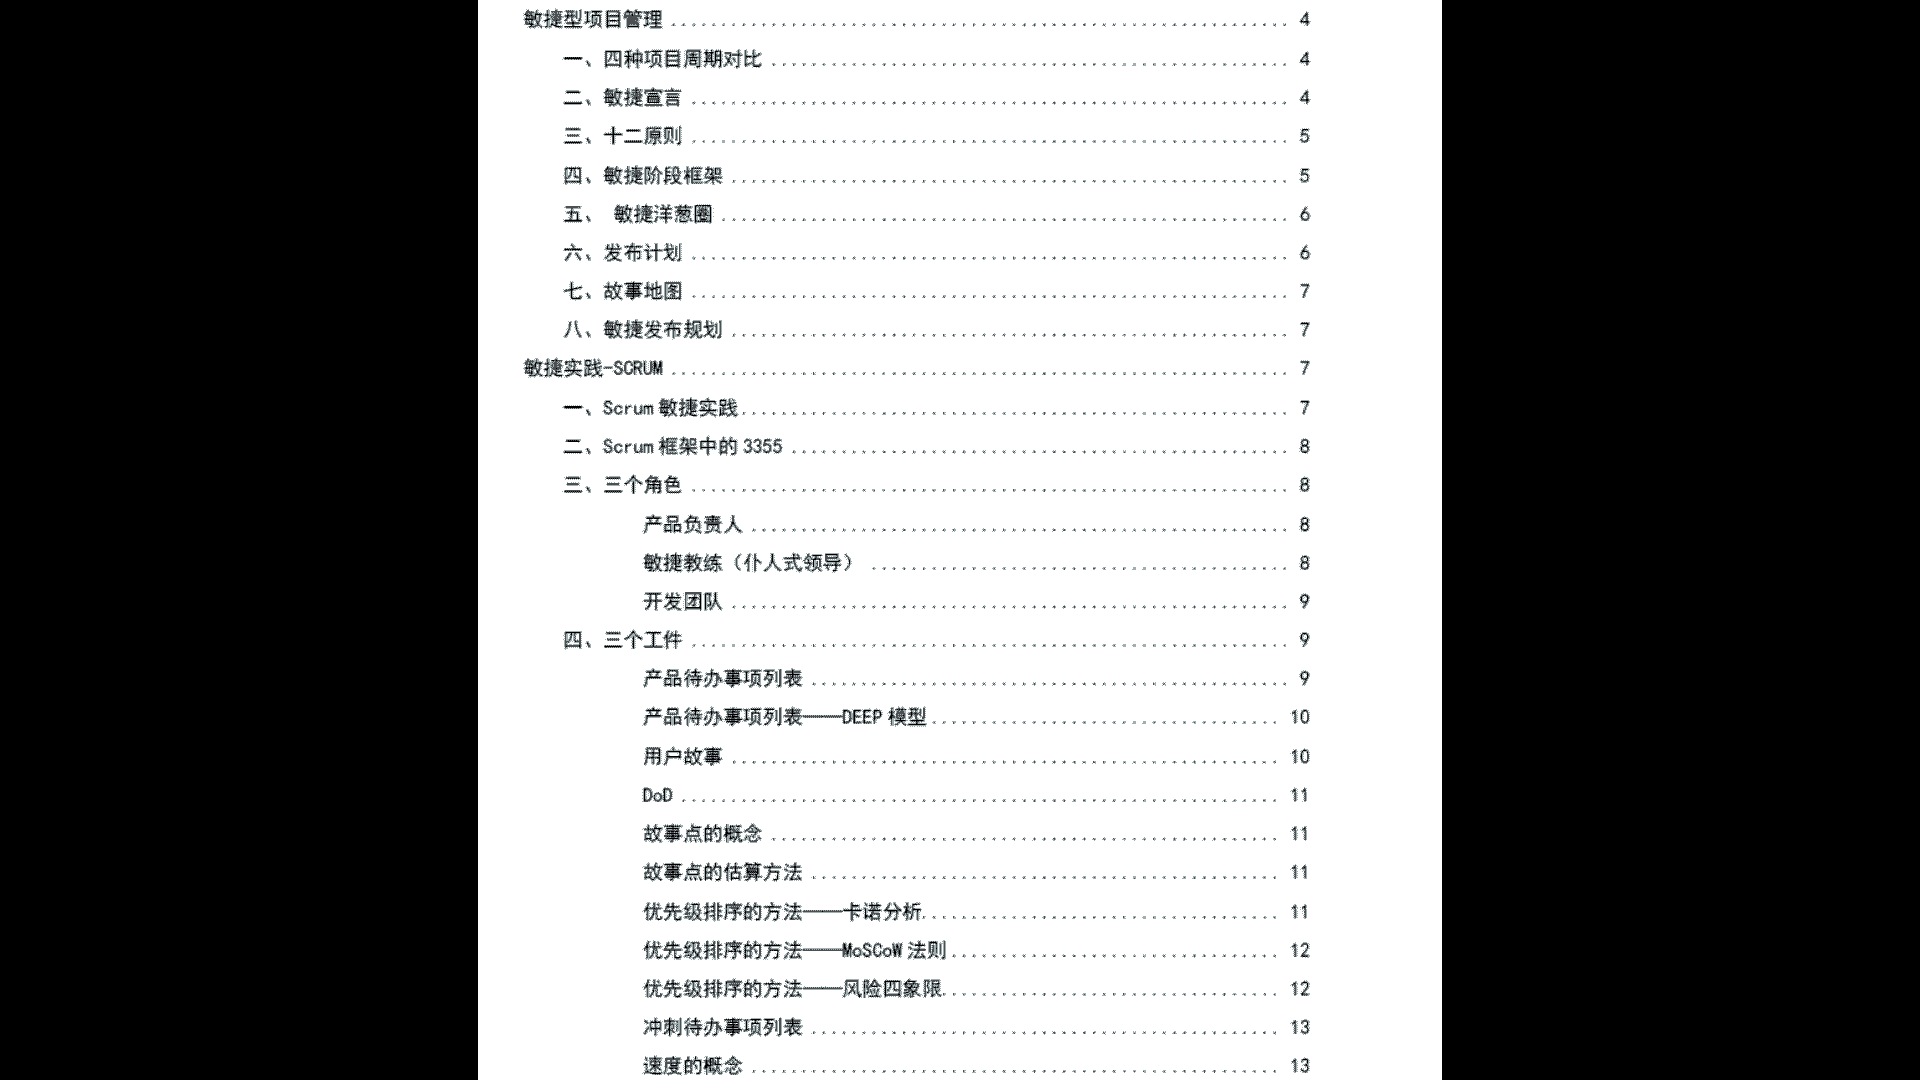 敏捷型项目管理 ........ 4
一、四种项目周期对比 ........ 4
二、敏捷宣言 ........ 4
三、十二原则 ........ 5
四、敏捷阶段框架 ........ 5
五、 敏捷洋葱圈 ........ 6
六、发布计划 ........ 6
七、故事地图 ........ 7
八、敏捷发布规划 ........ 7
敏捷实践-SCRUM ........ 7
一、Scrum 敏捷实践 ........ 7
二、Scrum 框架中的 3355 ........ 8
三、三个角色 ........ 8
产品负责人 ........ 8
敏捷教练（仆人式领导） ........ 8
开发团队 ........ 9
四、三个工件 ........ 9
产品待办事项列表 ........ 9
产品待办事项列表——DEEP 模型 ........ 10
用户故事 ........ 10
DoD ........ 11
故事点的概念 ........ 11
故事点的估算方法 ........ 11
优先级排序的方法——卡诺分析 ........ 11
优先级排序的方法——MoSCoW 法则 ........ 12
优先级排序的方法——风险四象限 ........ 12
冲刺待办事项列表 ........ 13
速度的概念 ........ 13